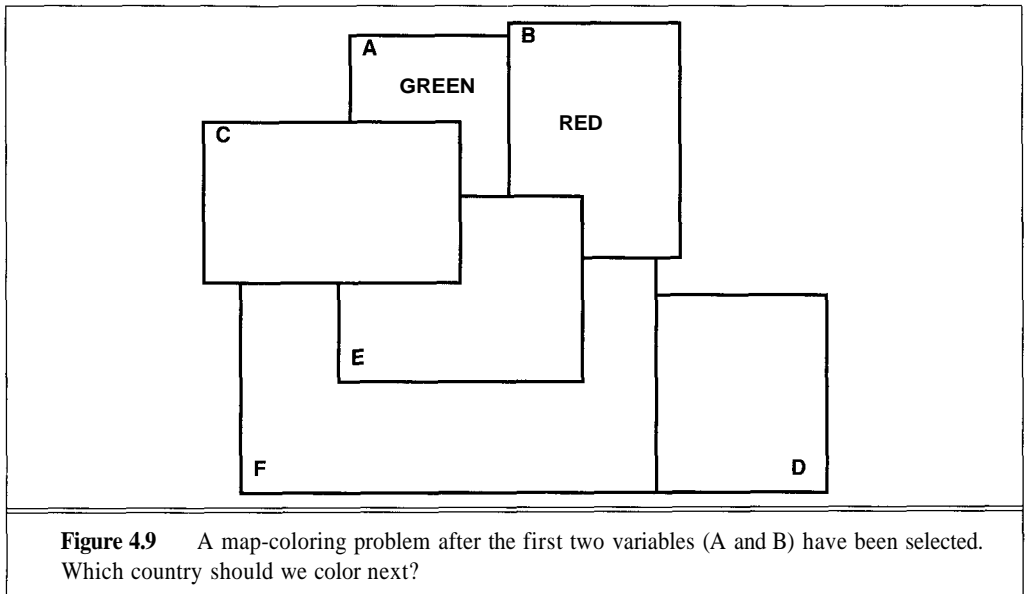 A
B
GREEN
RED
C
E
F
D
Figure 4.9 A map-coloring problem after the first two variables (A and B) have been selected.
Which country should we color next?